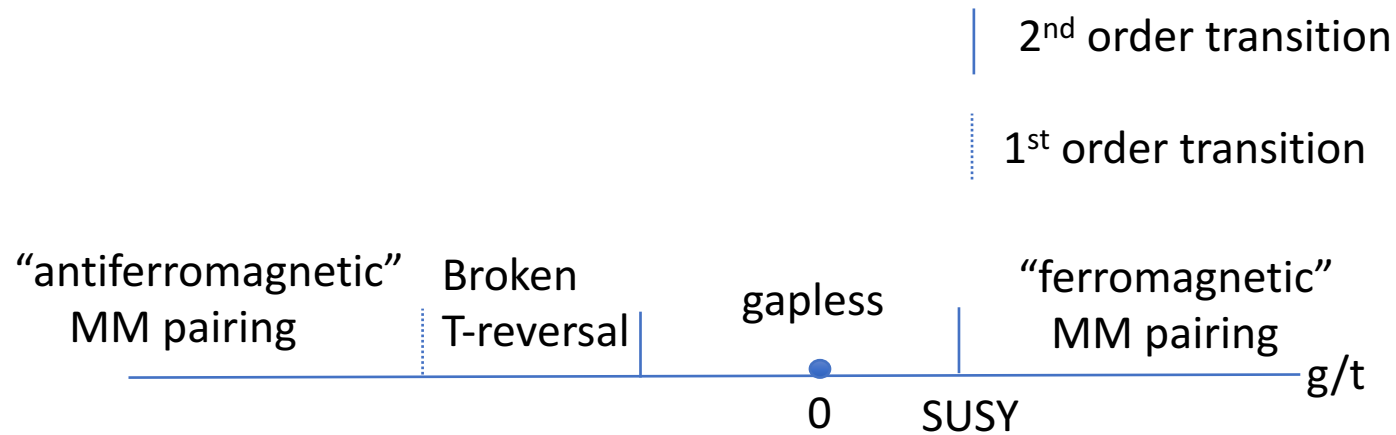 2nd order transition
1st order transition
“antiferromagnetic”
MM pairing
Broken
T-reversal
gapless
“ferromagnetic”
MM pairing
g/t
0
SUSY